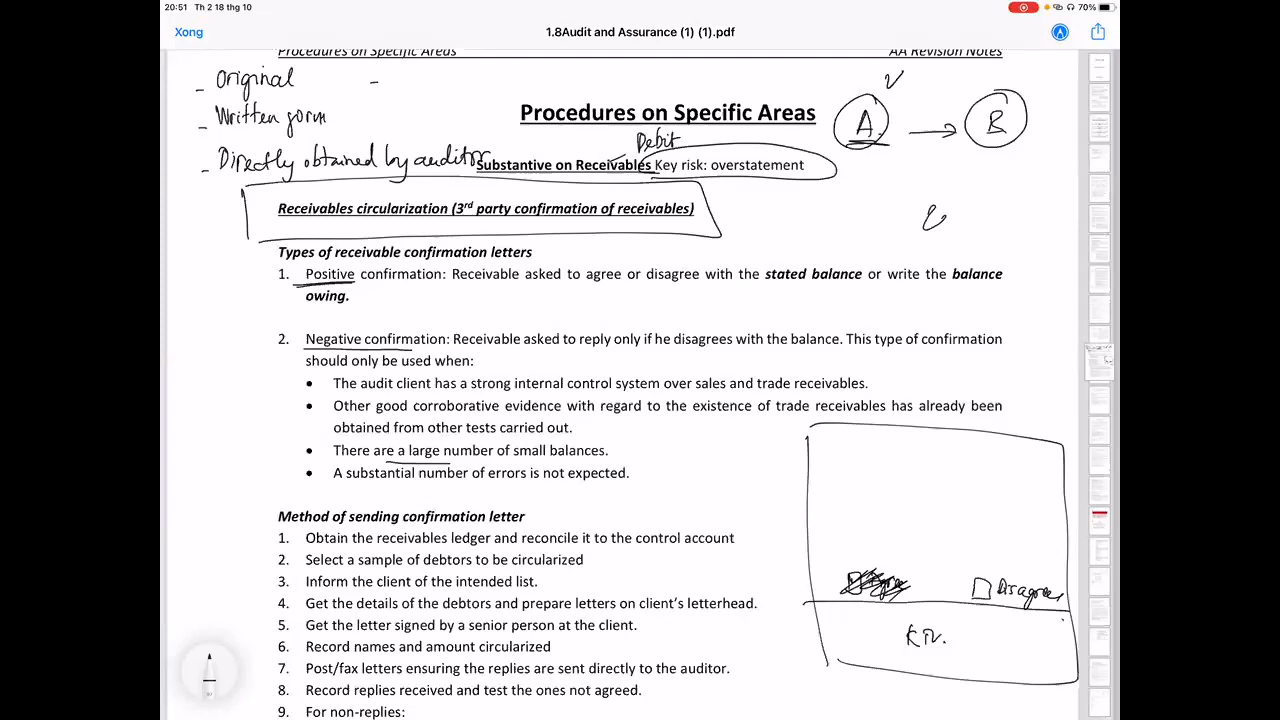 20:51 Th 2 18 thg 10 70%
Xong 1.8Audit and Assurance (1) (1).pdf
Procedures on Specific Areas AA Revision Notes
- Original -
- Written form
- Directly obtained by auditor
Procedures on Specific Areas
A → B
Debit
Substantive on Receivables Key risk: overstatement
Receivables circularisation (3rd party confirmation of receivables)
Types of receivable confirmation letters
1. Positive confirmation: Receivable asked to agree or disagree with the stated balance or write the balance
owing.
2. Negative confirmation: Receivable asked to reply only if he disagrees with the balance. This type of confirmation
should only be used when:
The audit client has a strong internal control system over sales and trade receivables.
• Other good corroborative evidence with regard to the existence of trade receivables has already been
obtained from other tests carried out.
There are a large number of small balances.
• A substantial number of errors is not expected.
Method of sending confirmation letter
1. Obtain the receivables ledger and reconcile it to the control account
2. Select a sample of debtors to be circularized
3. Inform the client of the intended list.
4. Get the details of the debtors and prepare letters on client's letterhead.
Disagree
5. Get the letter signed by a senior person at the client.
6. Record names and amount circularized
7. Post/fax letters ensuring that replies are sent directly to the auditor.
8. Record replies received and test the ones not agreed.
9. For non-replies: